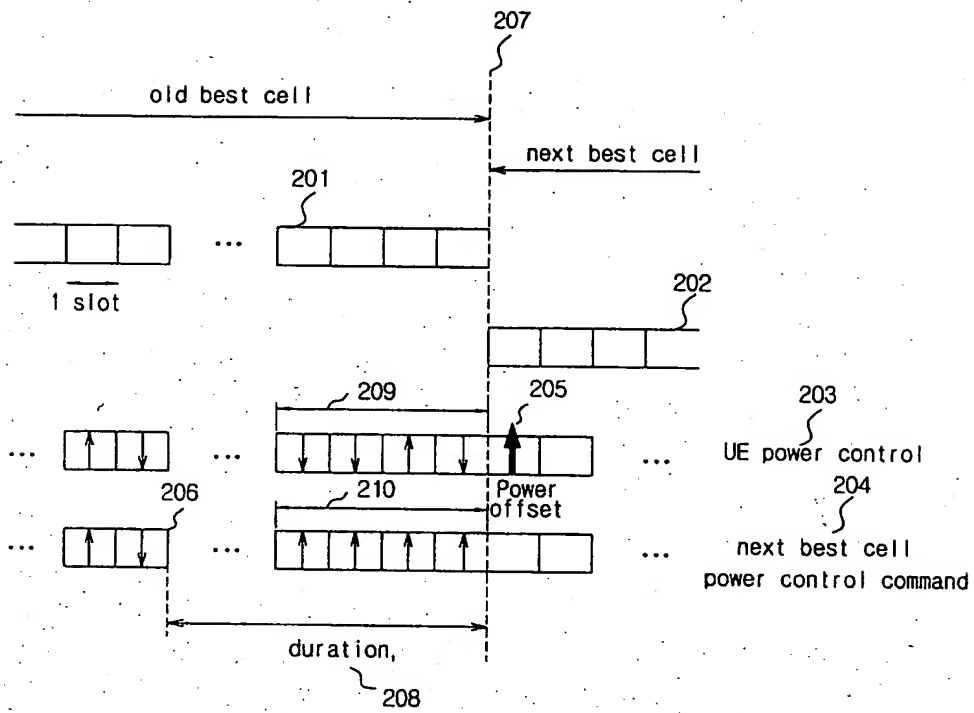 207
old best cell
next best cell
201
...
1 slot
202
209
205
203
...
...
...
UE power control
206
210
Power
offset
204
...
...
...
next best cell
power control command
duration,
208